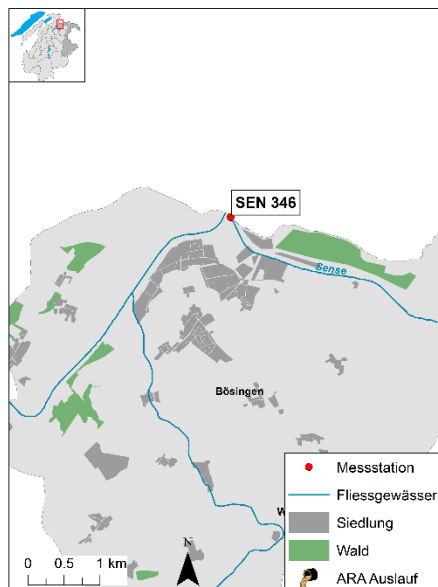 SEN 346
Sense
Bösingen
W
N
0 0.5 1 km
Messstation
Fliessgewässer
Siedlung
Wald
ARA Auslauf